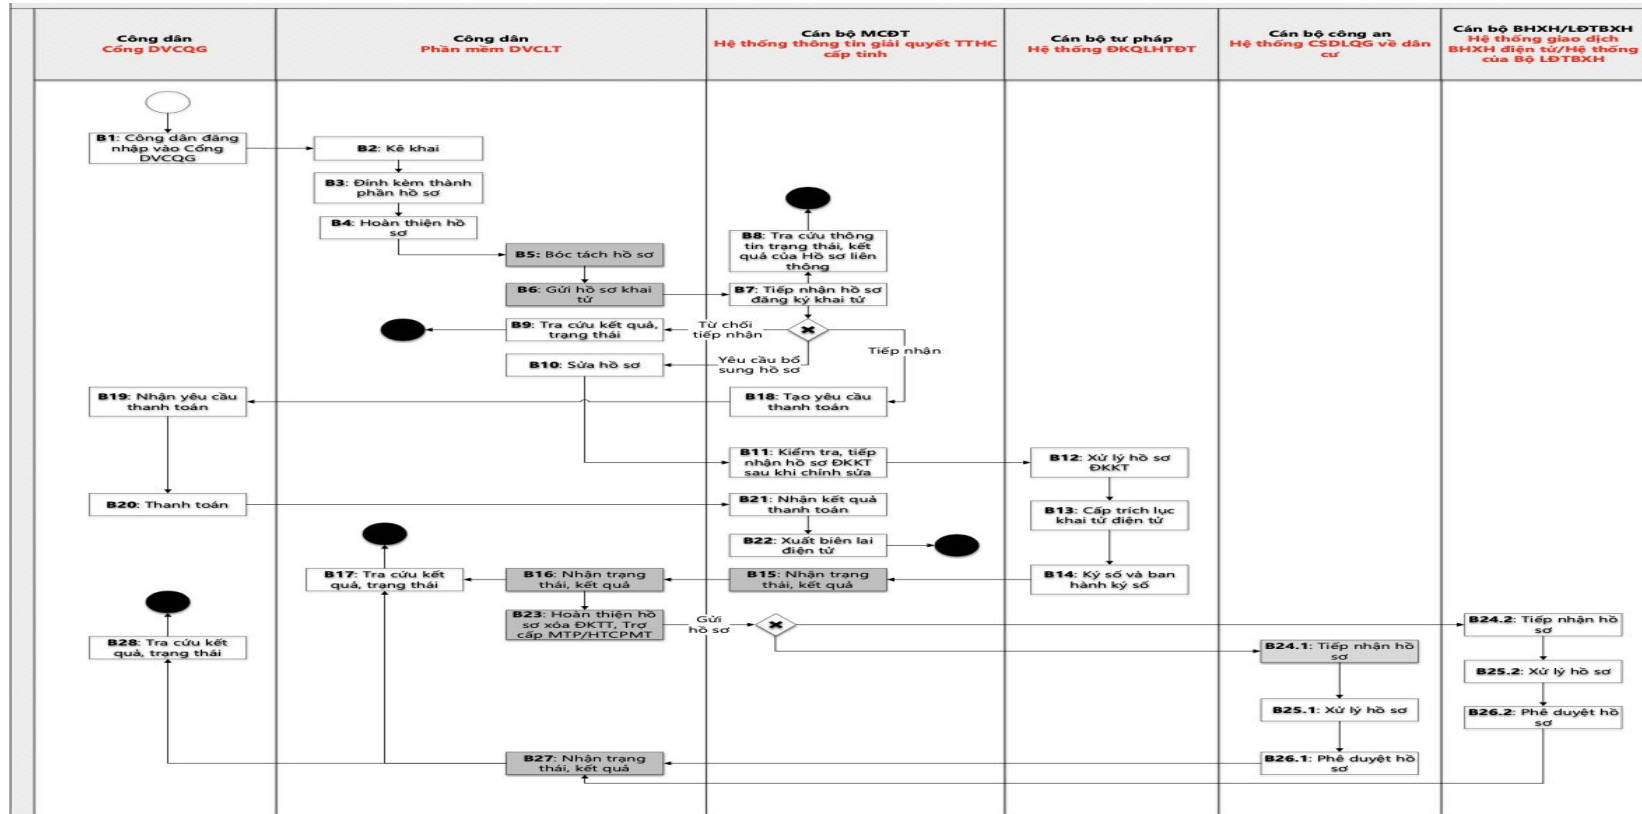 Công dân
Cổng DVCQG
Công dân
Phần mềm DVCLT
Cán bộ MCĐT
Hệ thống thông tin giải quyết TTHC
cấp tỉnh
Cán bộ tư pháp
Hệ thống ĐKQLHTĐT
Cán bộ công an
Hệ thống CSDLQG về dân
cư
Cán bộ BHXH/LĐTBXH
Hệ thống giao dịch
BHXH điện tử/Hệ thống
của Bộ LĐTBXH
B1: Công dân đăng
nhập vào Cổng
DVCQG
B2: Kê khai
B3: Đính kèm thành
phần hồ sơ
B4: Hoàn thiện hồ
sơ
B5: Bóc tách hồ sơ
B6: Gửi hồ sơ khai
tử
B8: Tra cứu thông
tin trạng thái, kết
quả của Hồ sơ liên
thông
B7: Tiếp nhận hồ sơ
đăng ký khai tử
B9: Tra cứu kết quả,
trạng thái
Từ chối
tiếp nhận
Tiếp nhận
B10: Sửa hồ sơ
Yêu cầu bổ
sung hồ sơ
B19: Nhận yêu cầu
thanh toán
B18: Tạo yêu cầu
thanh toán
B11: Kiểm tra, tiếp
nhận hồ sơ ĐKKT
sau khi chỉnh sửa
B12: Xử lý hồ sơ
ĐKKT
B20: Thanh toán
B21: Nhận kết quả
thanh toán
B13: Cấp trích lục
khai tử điện tử
B22: Xuất biên lai
điện tử
B17: Tra cứu kết
quả, trạng thái
B16: Nhận trạng
thái, kết quả
B15: Nhận trạng
thái, kết quả
B14: Ký số và ban
hành ký số
B23: Hoàn thiện hồ
sơ xóa ĐKTT, Trợ
cấp MTP/HTCPMT
Gửi
hồ sơ
B24.2: Tiếp nhận hồ
sơ
B28: Tra cứu kết
quả, trạng thái
B24.1: Tiếp nhận hồ
sơ
B25.2: Xử lý hồ sơ
B25.1: Xử lý hồ sơ
B26.2: Phê duyệt hồ
sơ
B27: Nhận trạng
thái, kết quả
B26.1: Phê duyệt hồ
sơ